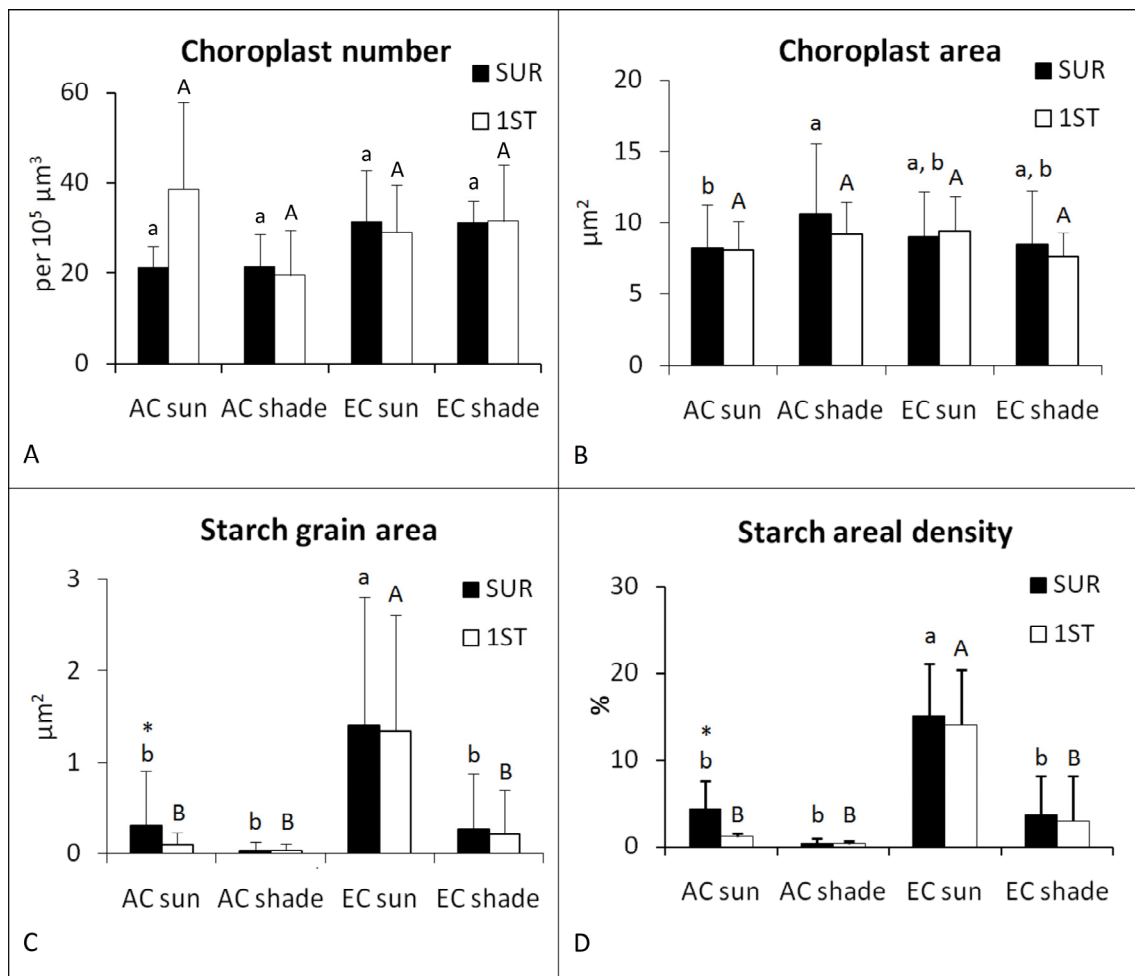 Choroplast number
SUR
1ST
60
40
20
0
per 10⁵ µm³
a A a A a A a A
AC sun AC shade EC sun EC shade
A
Choroplast area
SUR
1ST
20
15
10
5
0
µm²
b A a A a, b A a, b A
AC sun AC shade EC sun EC shade
B
Starch grain area
SUR
1ST
3
2
1
0
µm²
*
b B b B a A b B
AC sun AC shade EC sun EC shade
C
Starch areal density
SUR
1ST
30
20
10
0
%
*
b B b B a A b B
AC sun AC shade EC sun EC shade
D